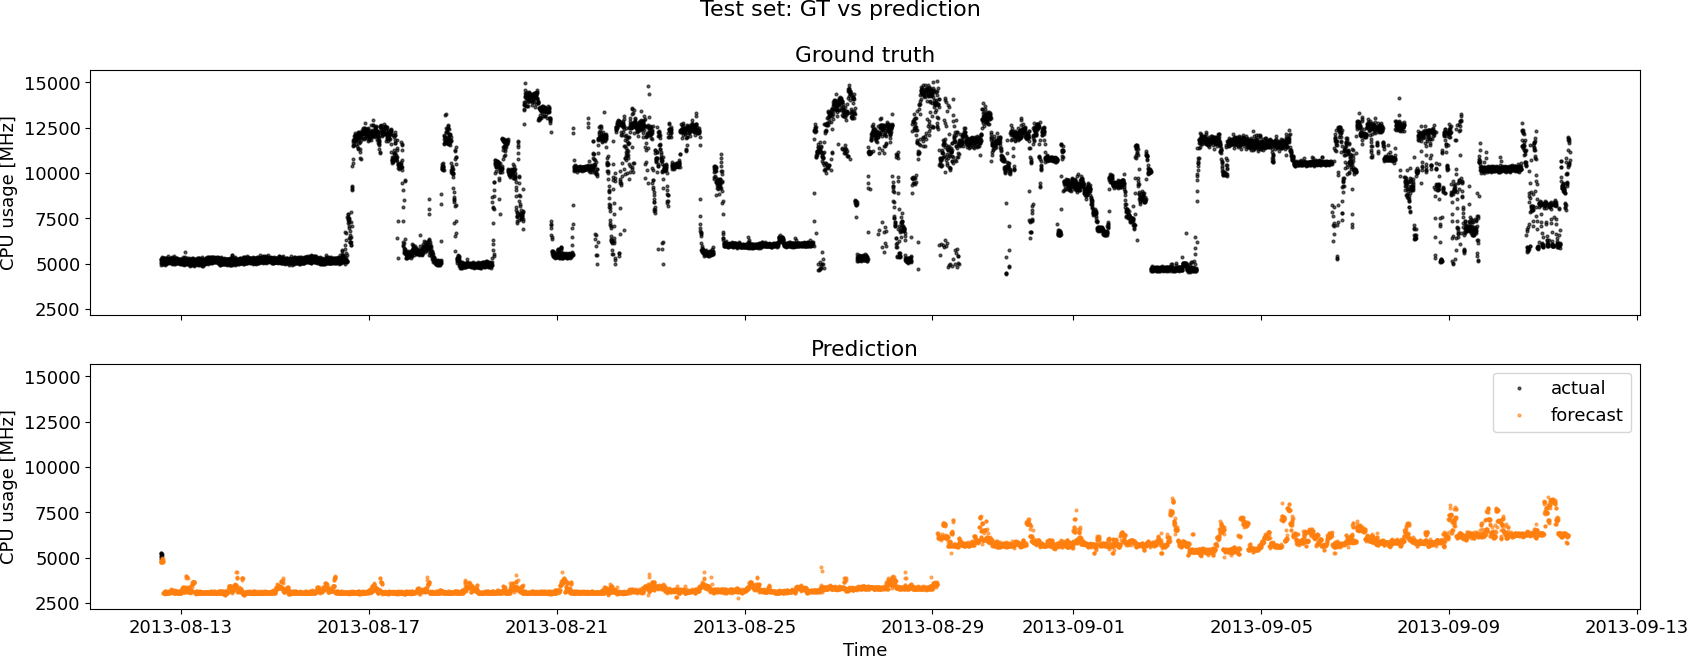 Test set: GT vs prediction
Ground truth
CPU usage [MHz]
15000
12500
10000
7500
5000
2500
Prediction
CPU usage [MHz]
15000
12500
10000
7500
5000
2500
actual
forecast
2013-08-13 2013-08-17 2013-08-21 2013-08-25 2013-08-29 2013-09-01 2013-09-05 2013-09-09 2013-09-13
Time